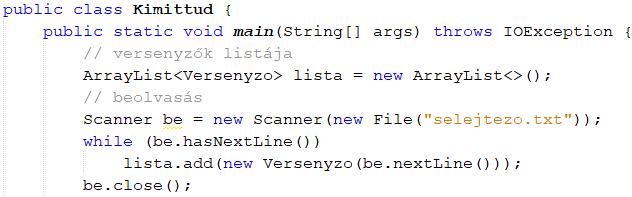 public class Kimittud {
public static void main(String[] args) throws IOException {
// versenyzők listája
ArrayList<Versenyzo> lista = new ArrayList<>();
// beolvasás
Scanner be = new Scanner(new File("selejtezo.txt"));
while (be.hasNextLine())
lista.add(new Versenyzo(be.nextLine()));
be.close();